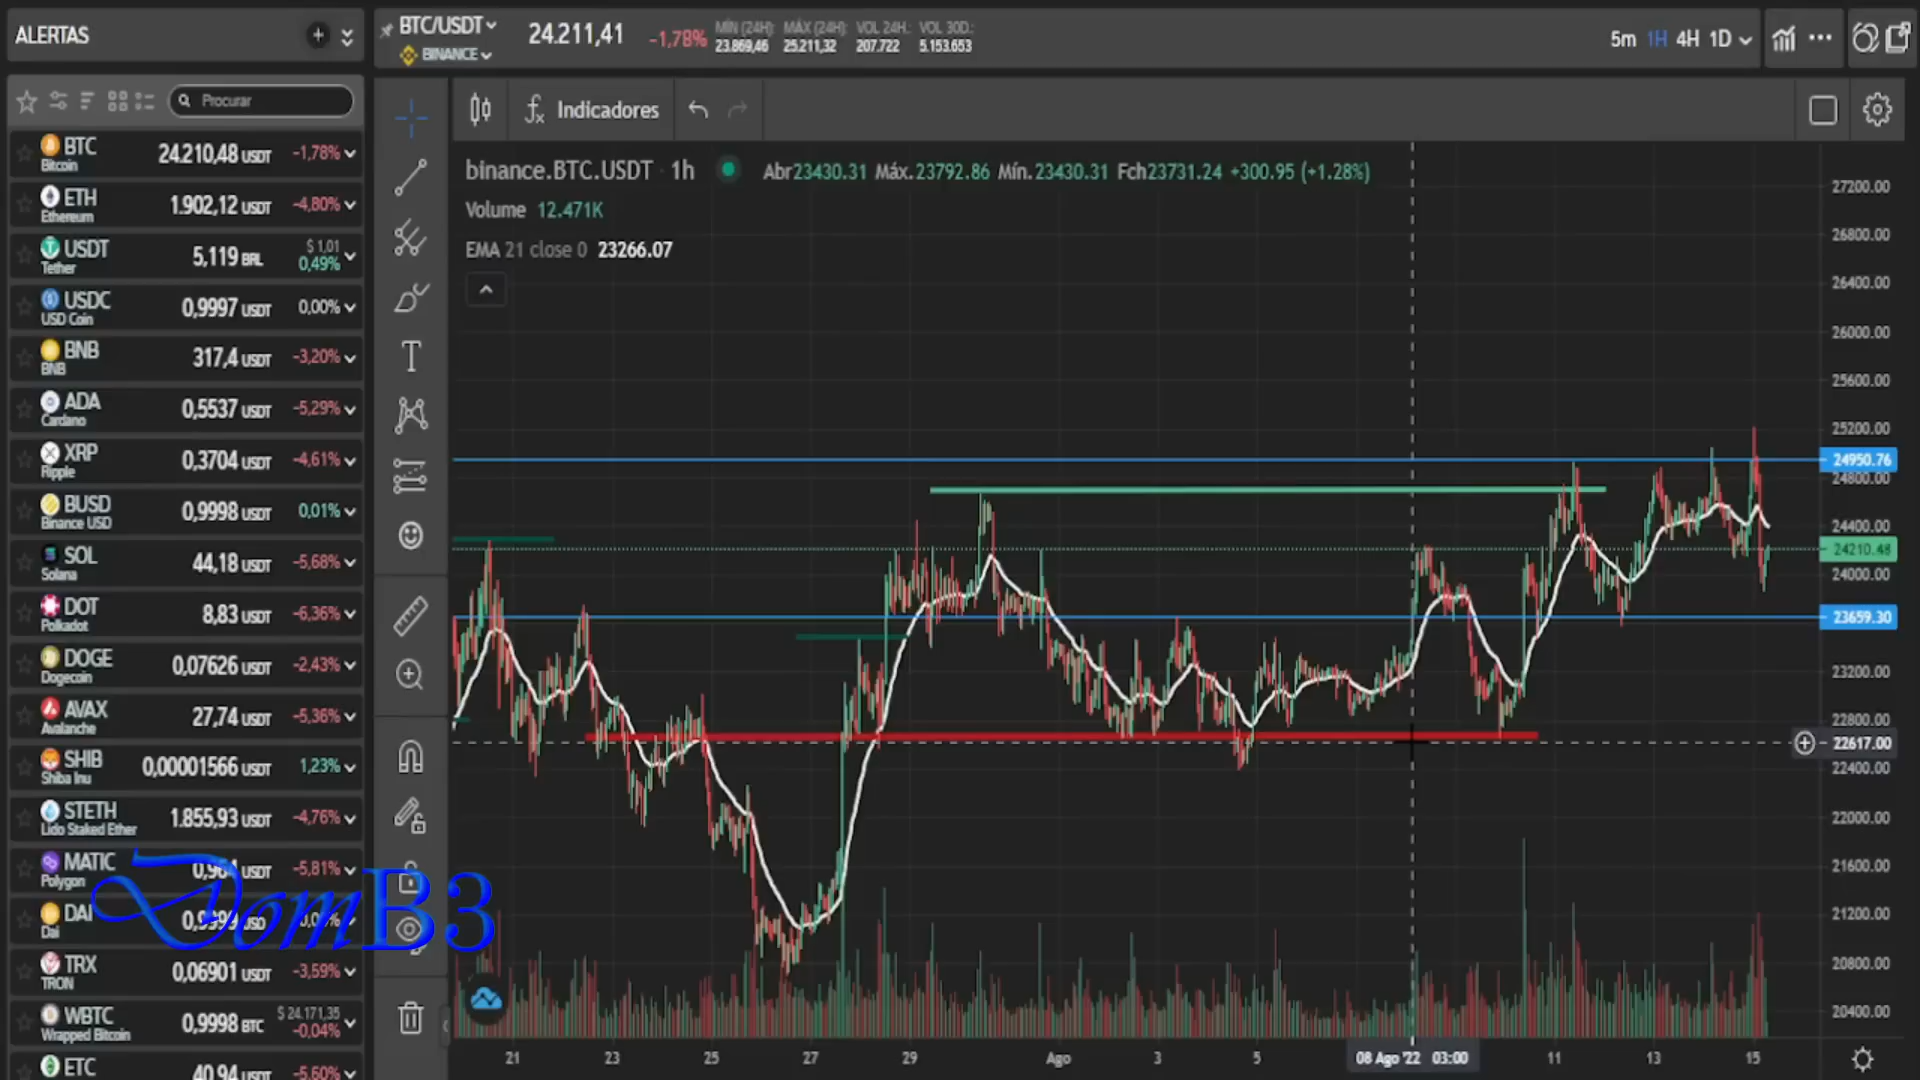 ALERTAS
BTC/USDT
BINANCE
24.211,41
-1,78%
MÍN (24H): MÁX (24H): VOL 24H.: VOL 30D.:
23.869,46 25.211,32 207.722 5.153.653
5m 1H 4H 1D
Procurar
Indicadores
binance.BTC.USDT · 1h
Abr23430.31 Máx.23792.86 Mín.23430.31 Fch23731.24 +300.95 (+1.28%)
Volume 12.471K
EMA 21 close 0 23266.07
BTC 24.210,48 USDT -1,78%
Bitcoin
ETH 1.902,12 USDT -4,80%
Ethereum
USDT 5,119 BRL $ 1,01
Tether 0,49%
USDC 0,9997 USDT 0,00%
USD Coin
BNB 317,4 USDT -3,20%
BNB
ADA 0,5537 USDT -5,29%
Cardano
XRP 0,3704 USDT -4,61%
Ripple
BUSD 0,9998 USDT 0,01%
Binance USD
SOL 44,18 USDT -5,68%
Solana
DOT 8,83 USDT -6,36%
Polkadot
DOGE 0,07626 USDT -2,43%
Dogecoin
AVAX 27,74 USDT -5,36%
Avalanche
SHIB 0,00001566 USDT 1,23%
Shiba Inu
STETH 1.855,93 USDT -4,76%
Lido Staked Ether
MATIC USDT -5,81%
Polygon
DAI 0,9999 USD
Dai
TRX 0,06901 USDT -3,59%
TRON
WBTC 0,9998 BTC $ 24.171,35
Wrapped Bitcoin -0,04%
ETC 40,94 USDT -5,60%
DomB3
T
27200.00
26800.00
26400.00
26000.00
25600.00
25200.00
24950.76
24800.00
24400.00
24210.48
24000.00
23659.30
23200.00
22800.00
22617.00
22400.00
22000.00
21600.00
21200.00
20800.00
20400.00
21 23 25 27 29 Ago 3 5 08 Ago '22 03:00 11 13 15